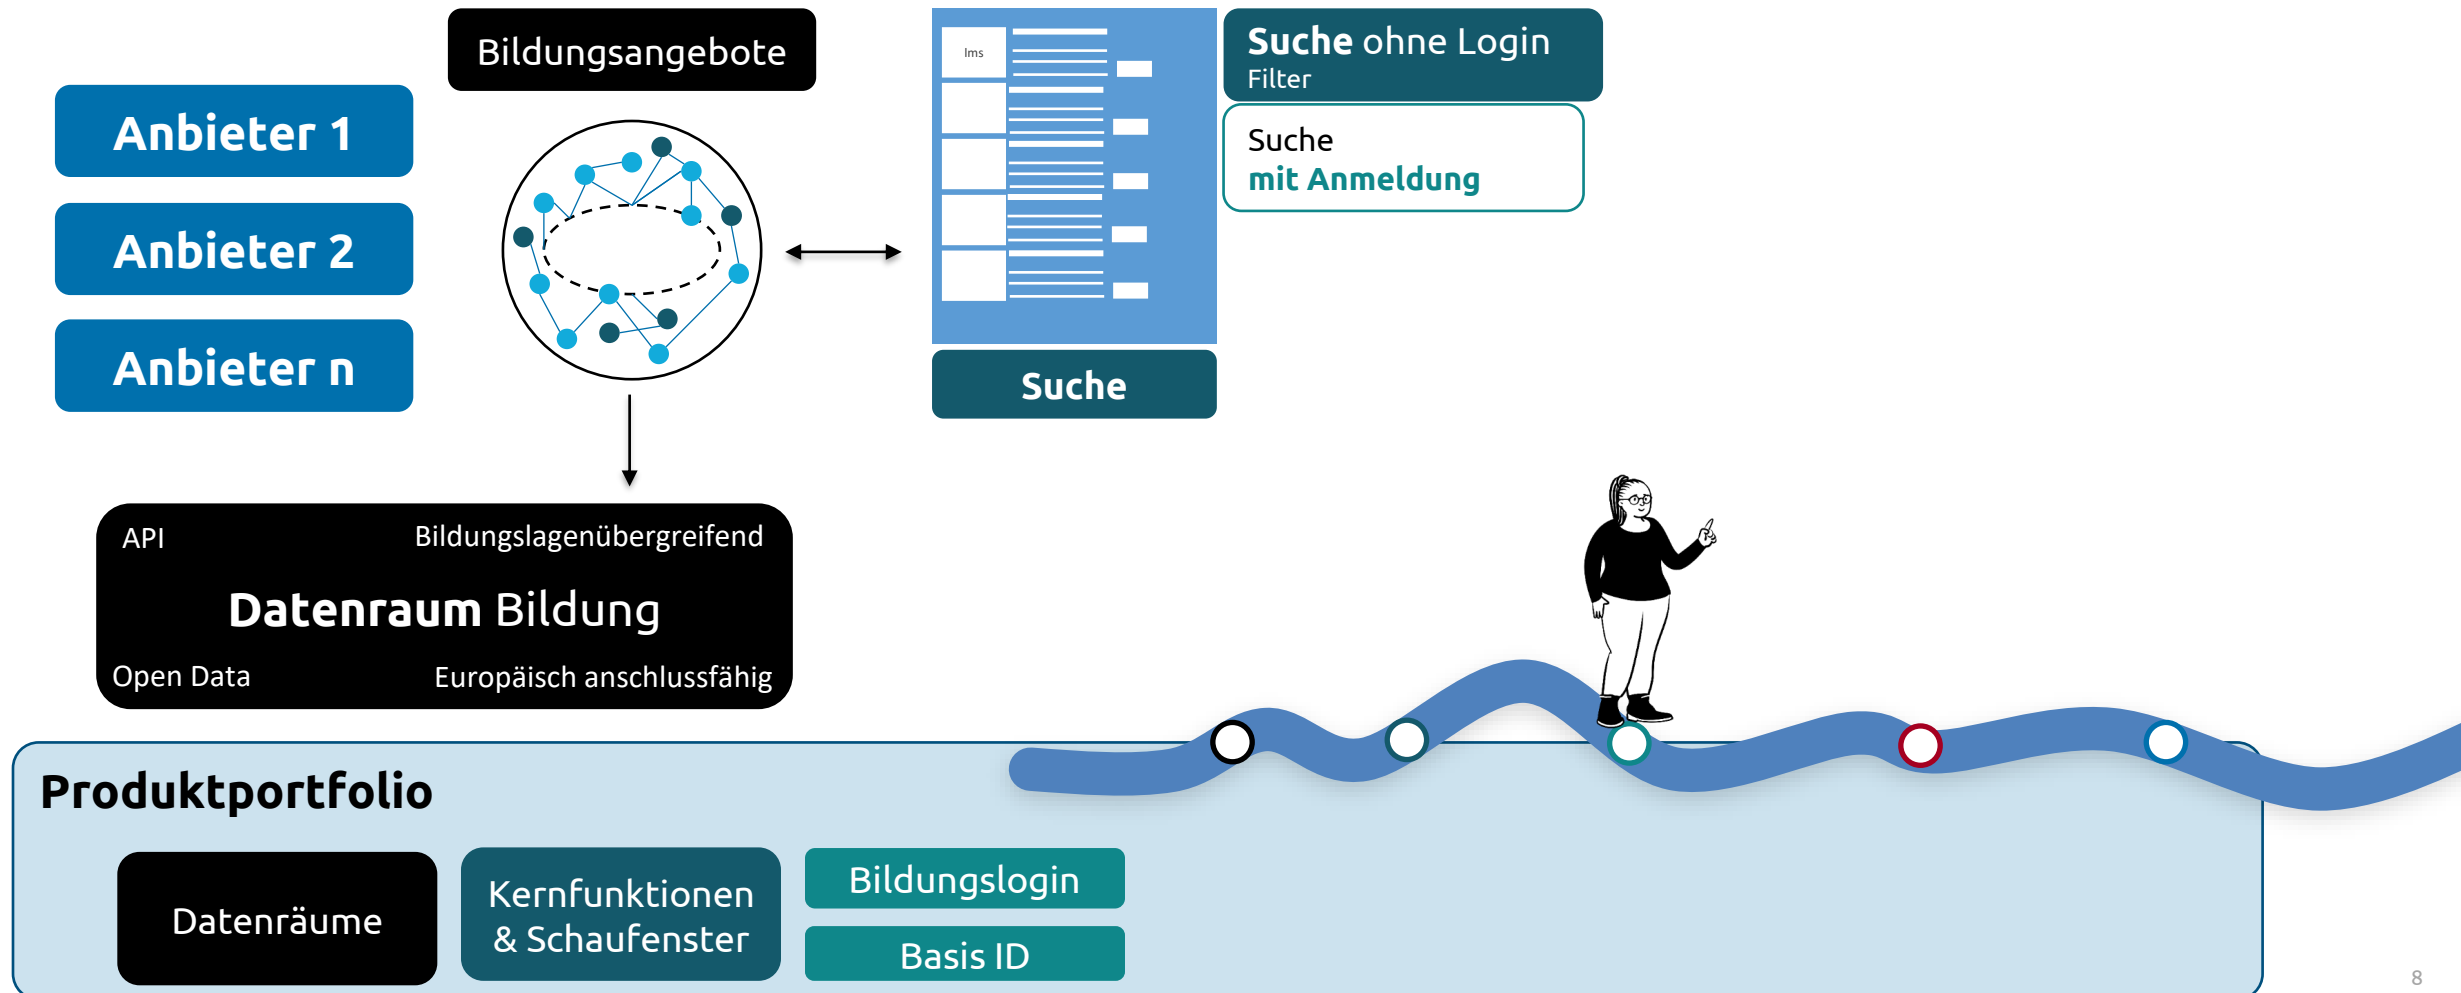 Bildungsangebote
Anbieter 1
Anbieter 2
Anbieter n
lms
Suche ohne Login
Filter
Suche
mit Anmeldung
Suche
API
Bildungslagenübergreifend
Datenraum Bildung
Open Data
Europäisch anschlussfähig
Produktportfolio
Datenräume
Kernfunktionen
& Schaufenster
Bildungslogin
Basis ID
8